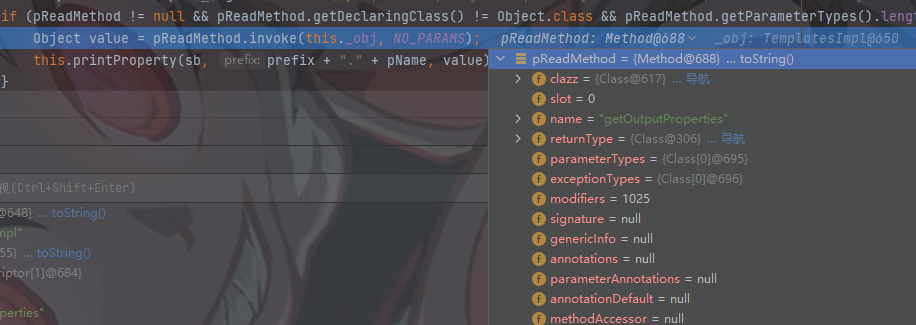 if (pReadMethod != null && pReadMethod.getDeclaringClass() != Object.class && pReadMethod.getParameterTypes().leng
Object value = pReadMethod.invoke(this._obj, NO_PARAMS); pReadMethod: Method@688 _obj: TemplatesImpl@650
this.printProperty(sb, prefix: prefix + "." + pName, value)
}
pReadMethod = {Method@688} ... toString()
clazz = {Class@617} ... 导航
slot = 0
name = "getOutputProperties"
returnType = {Class@306} ... 导航
parameterTypes = {Class[0]@695}
exceptionTypes = {Class[0]@696}
modifiers = 1025
signature = null
genericInfo = null
annotations = null
parameterAnnotations = null
annotationDefault = null
methodAccessor = null
视(Ctrl+Shift+Enter)
@648} ... toString()
mpl"
55} ... toString()
riptor[1]@684}
perties"